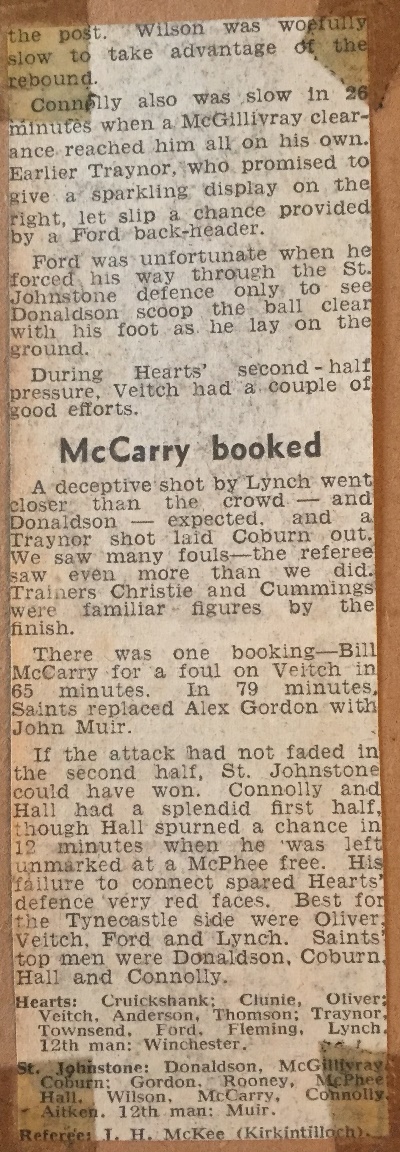 the post. Wilson was woefully
slow to take advantage of the
rebound.
Connolly also was slow in 26
minutes when a McGillivray clear-
ance reached him all on his own.
Earlier Traynor, who promised to
give a sparkling display on the
right, let slip a chance provided
by a Ford back-header.
Ford was unfortunate when he
forced his way through the St.
Johnstone defence only to see
Donaldson scoop the ball clear
with his foot as he lay on the
ground.
During Hearts' second-half
pressure, Veitch had a couple of
good efforts.
McCarry booked
A deceptive shot by Lynch went
closer than the crowd — and
Donaldson — expected, and a
Traynor shot laid Coburn out.
We saw many fouls—the referee
saw even more than we did.
Trainers Christie and Cummings
were familiar figures by the
finish.
There was one booking—Bill
McCarry for a foul on Veitch in
65 minutes. In 79 minutes,
Saints replaced Alex Gordon with
John Muir.
If the attack had not faded in
the second half, St. Johnstone
could have won. Connolly and
Hall had a splendid first half,
though Hall spurned a chance in
12 minutes when he was left
unmarked at a McPhee free. His
failure to connect spared Hearts'
defence very red faces. Best for
the Tynecastle side were Oliver,
Veitch, Ford and Lynch. Saints'
top men were Donaldson, Coburn,
Hall and Connolly.
Hearts: Cruickshank; Clunie, Oliver;
Veitch, Anderson, Thomson; Traynor,
Townsend, Ford, Fleming, Lynch.
12th man: Winchester.
St. Johnstone: Donaldson, McGillivray,
Coburn; Gordon, Rooney, McPhee
Hall, Wilson, McCarry, Connolly
Aitken. 12th man: Muir.
Referee: J. H. McKee (Kirkintilloch).